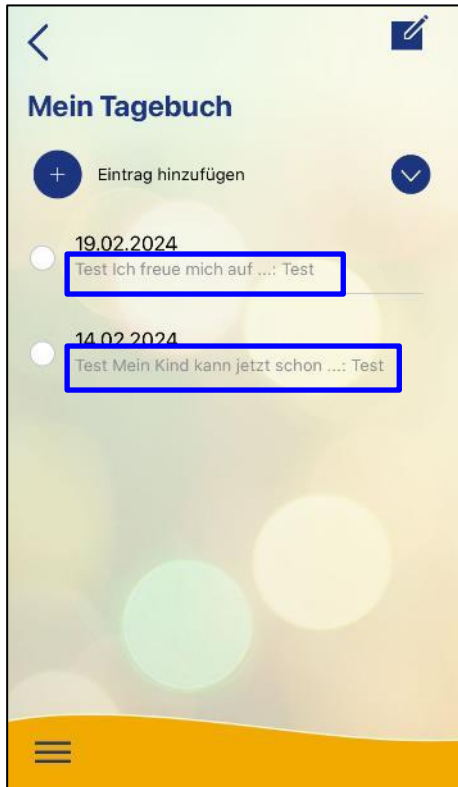 Mein Tagebuch
Eintrag hinzufügen
19.02.2024
Test Ich freue mich auf ...: Test
14.02.2024
Test Mein Kind kann jetzt schon ...: Test